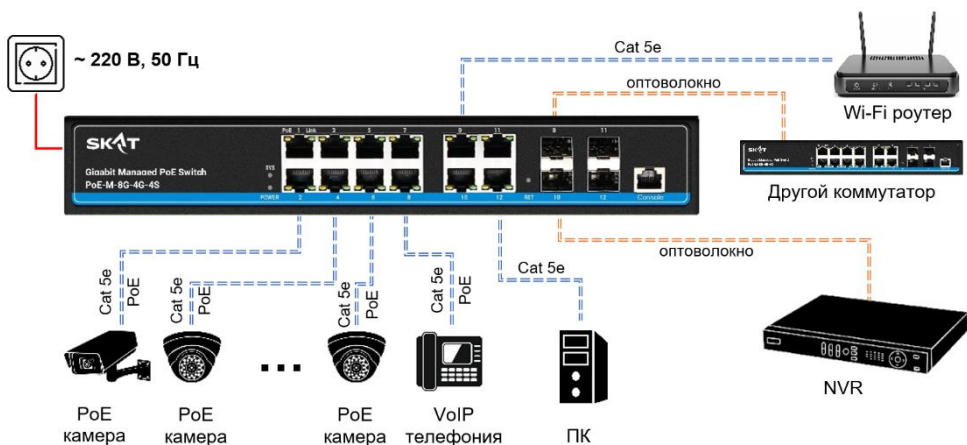 ~ 220 В, 50 Гц
Cat 5e
оптоволокно
Wi-Fi роутер
SKAT
Gigabit Managed PoE Switch
PoE-M-8G-4G-4S
SYS
POWER
PoE 1 Link 3 5 7
2 4 6 8
9 11
10 12
RET
9 11
10 12
Console
SKAT
Другой коммутатор
оптоволокно
Cat 5e
Cat 5e
PoE
Cat 5e
PoE
Cat 5e
PoE
Cat 5e
PoE
...
PoE
камера
PoE
камера
PoE
камера
VoIP
телефония
ПК
NVR